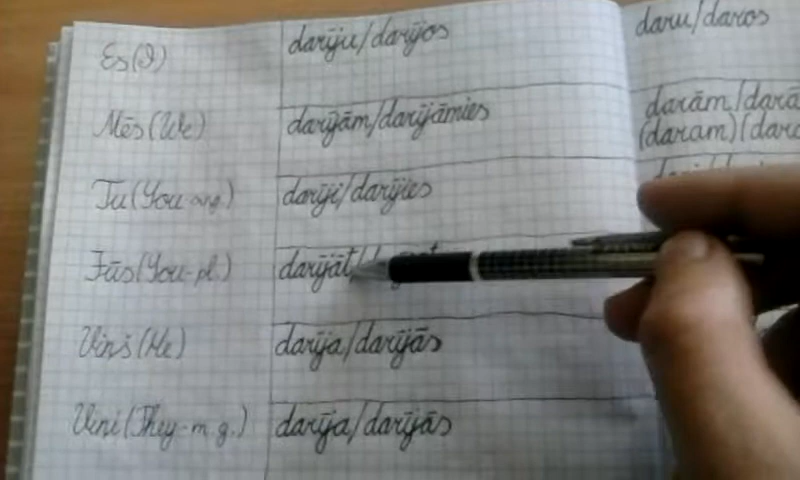 Es(I) darīju/darījos daru/daros
Mēs(We) darījām/darījāmies darām/darā
(daram)(dara
Tu(You-sg.) darīji/darījies
Jūs(You-pl.) darījāt/
Viņš(He) darīja/darījās
Viņi(They-m.g.) darīja/darījās